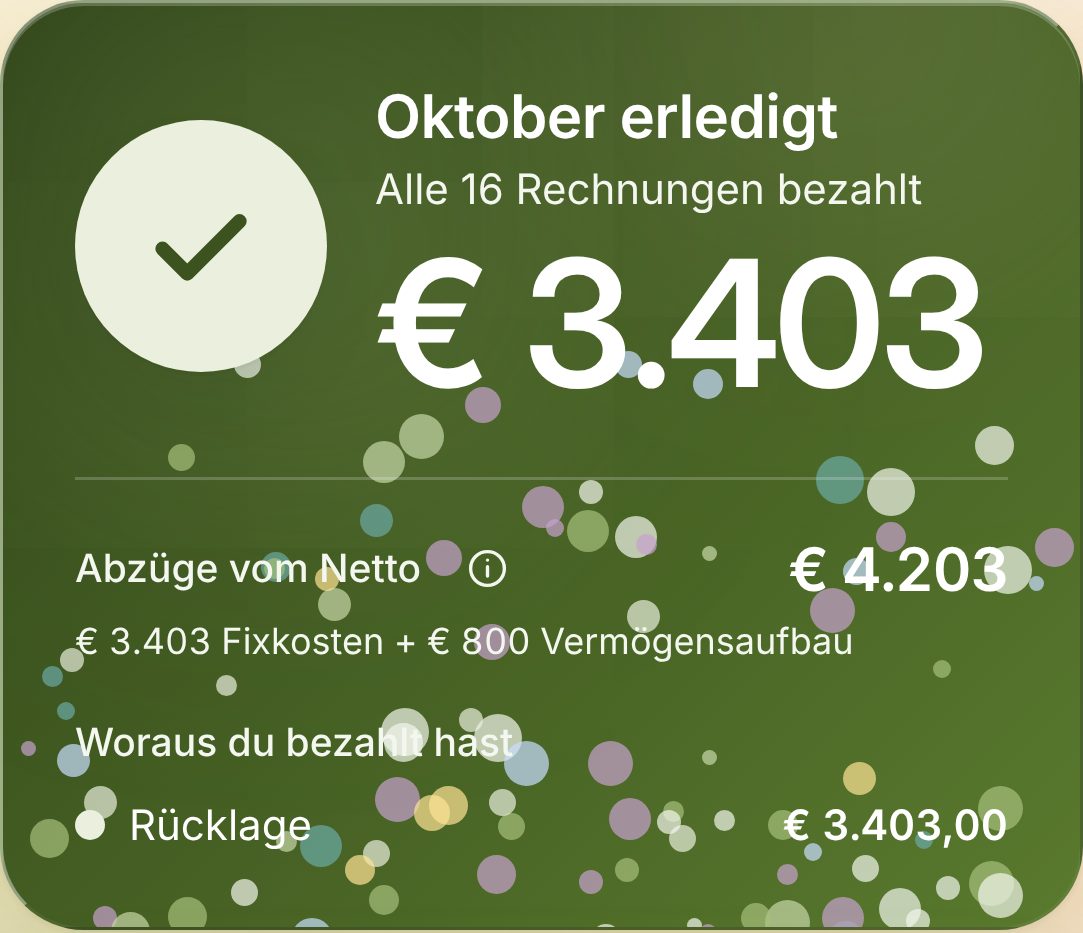 Oktober erledigt
Alle 16 Rechnungen bezahlt
€ 3.403
Abzüge vom Netto
€ 4.203
€ 3.403 Fixkosten + € 800 Vermögensaufbau
Woraus du bezahlt hast
Rücklage
€ 3.403,00